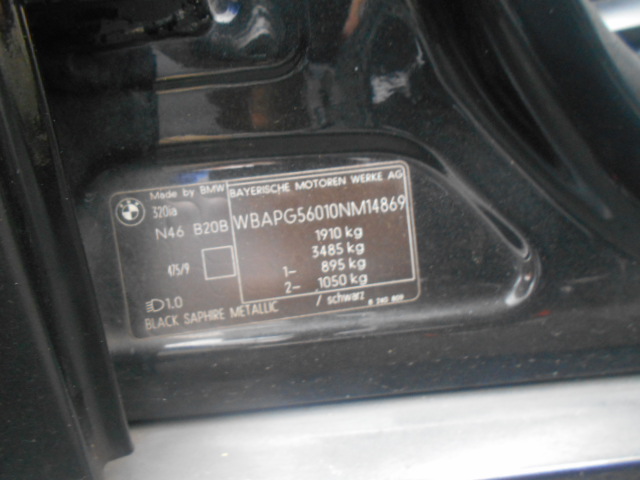 Made by BMW
320ia
N46 B20B
475/9
1.0
BLACK SAPHIRE METALLIC / schwarz
BAYERISCHE MOTOREN WERKE AG
WBAPG56010NM14869
1910 kg
3485 kg
1– 895 kg
2– 1050 kg